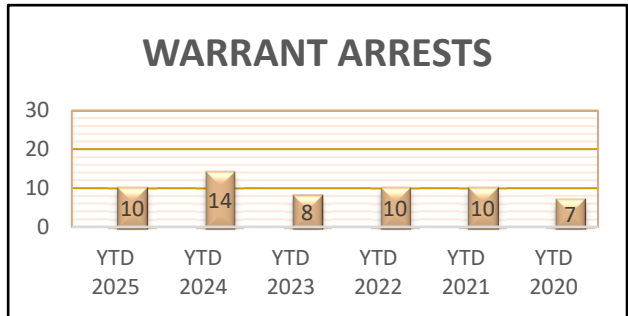 WARRANT ARRESTS
30
20
10
0
10 14 8 10 10 7
YTD YTD YTD YTD YTD YTD
2025 2024 2023 2022 2021 2020